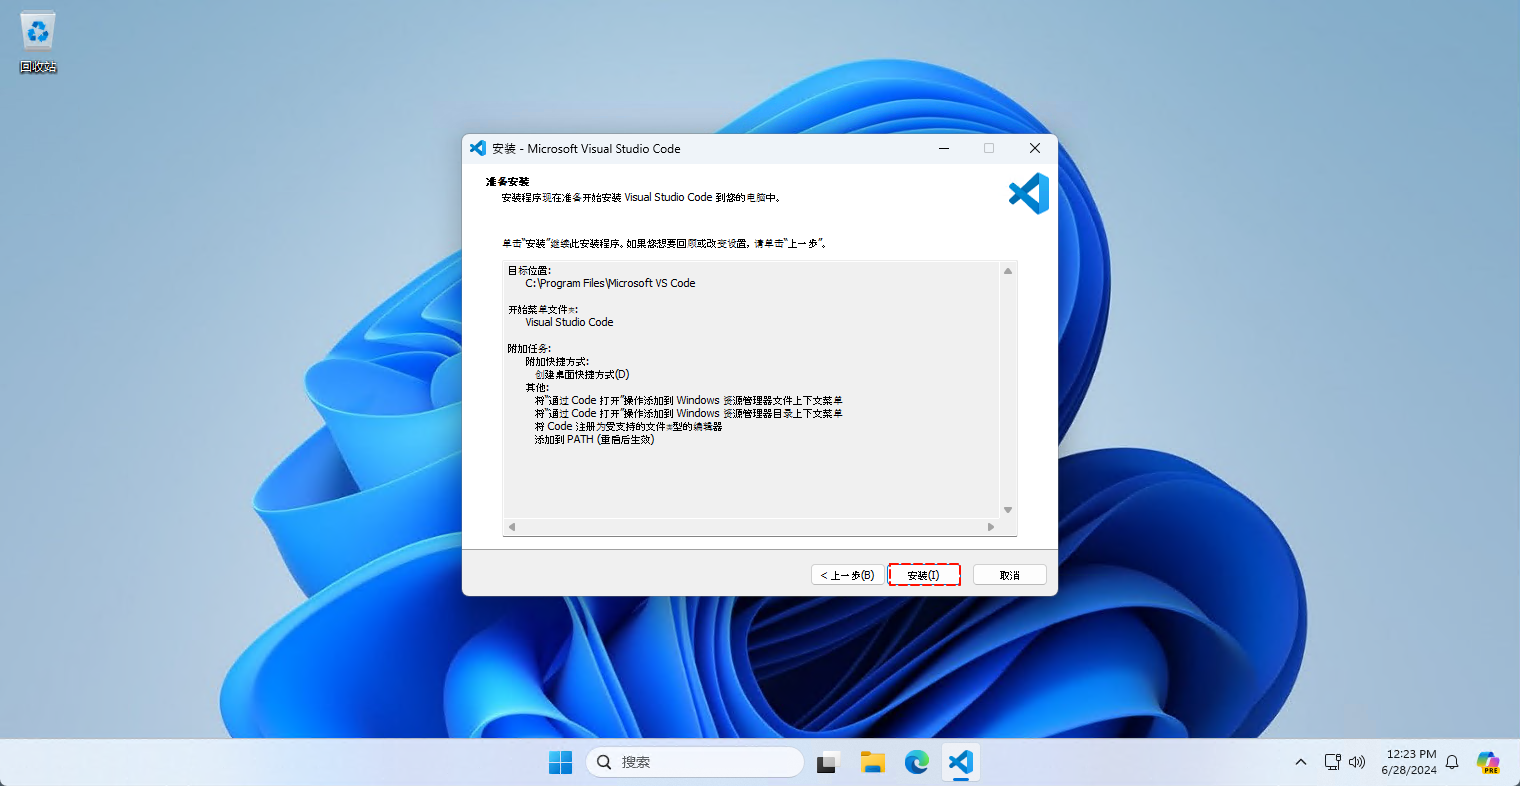 回收站
安装 - Microsoft Visual Studio Code
准备安装
安装程序现在准备开始安装 Visual Studio Code 到您的电脑中。
单击“安装”继续此安装程序。如果您想要回顾或改变设置，请单击“上一步”。
目标位置:
C:\Program Files\Microsoft VS Code
开始菜单文件
Visual Studio Code
附加任务:
附加快捷方式:
创建桌面快捷方式(D)
其他:
将“通过 Code 打开”操作添加到 Windows 资源管理器文件上下文菜单
将“通过 Code 打开”操作添加到 Windows 资源管理器目录上下文菜单
将 Code 注册为受支持的文件 型的编辑器
添加到 PATH (重启后生效)
< 上一步(B)
安装(I)
取消
搜索
12:23 PM
6/28/2024
PRE